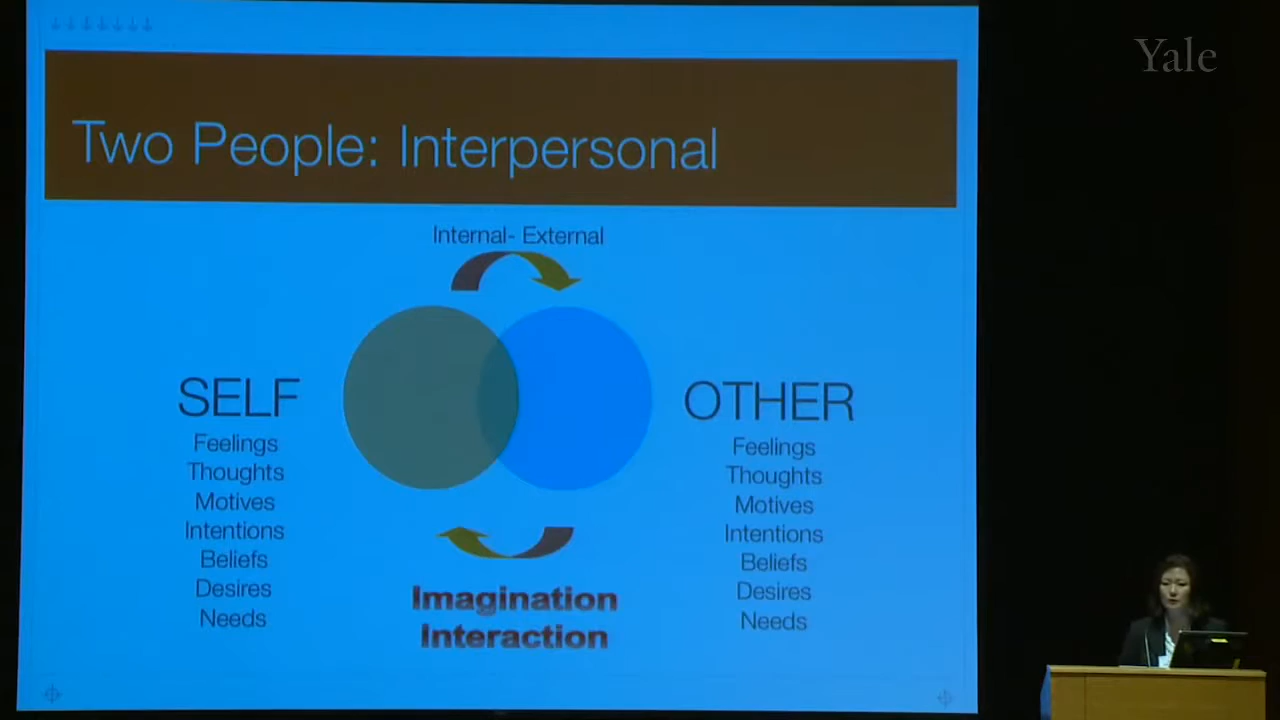 Yale
Two People: Interpersonal
Internal- External
SELF
Feelings
Thoughts
Motives
Intentions
Beliefs
Desires
Needs
OTHER
Feelings
Thoughts
Motives
Intentions
Beliefs
Desires
Needs
Imagination
Interaction